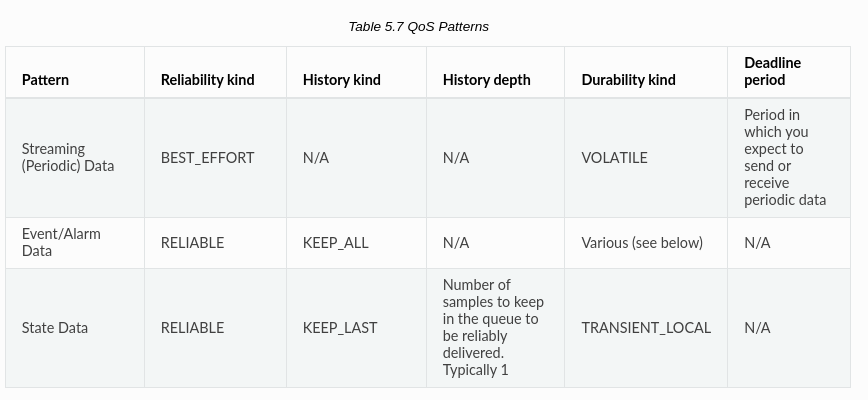 Table 5.7 QoS Patterns
Pattern
Reliability kind
History kind
History depth
Durability kind
Deadline
period
Streaming
(Periodic) Data
BEST_EFFORT
N/A
N/A
VOLATILE
Period in
which you
expect to
send or
receive
periodic data
Event/Alarm
Data
RELIABLE
KEEP_ALL
N/A
Various (see below)
N/A
State Data
RELIABLE
KEEP_LAST
Number of
samples to keep
in the queue to
be reliably
delivered.
Typically 1
TRANSIENT_LOCAL
N/A